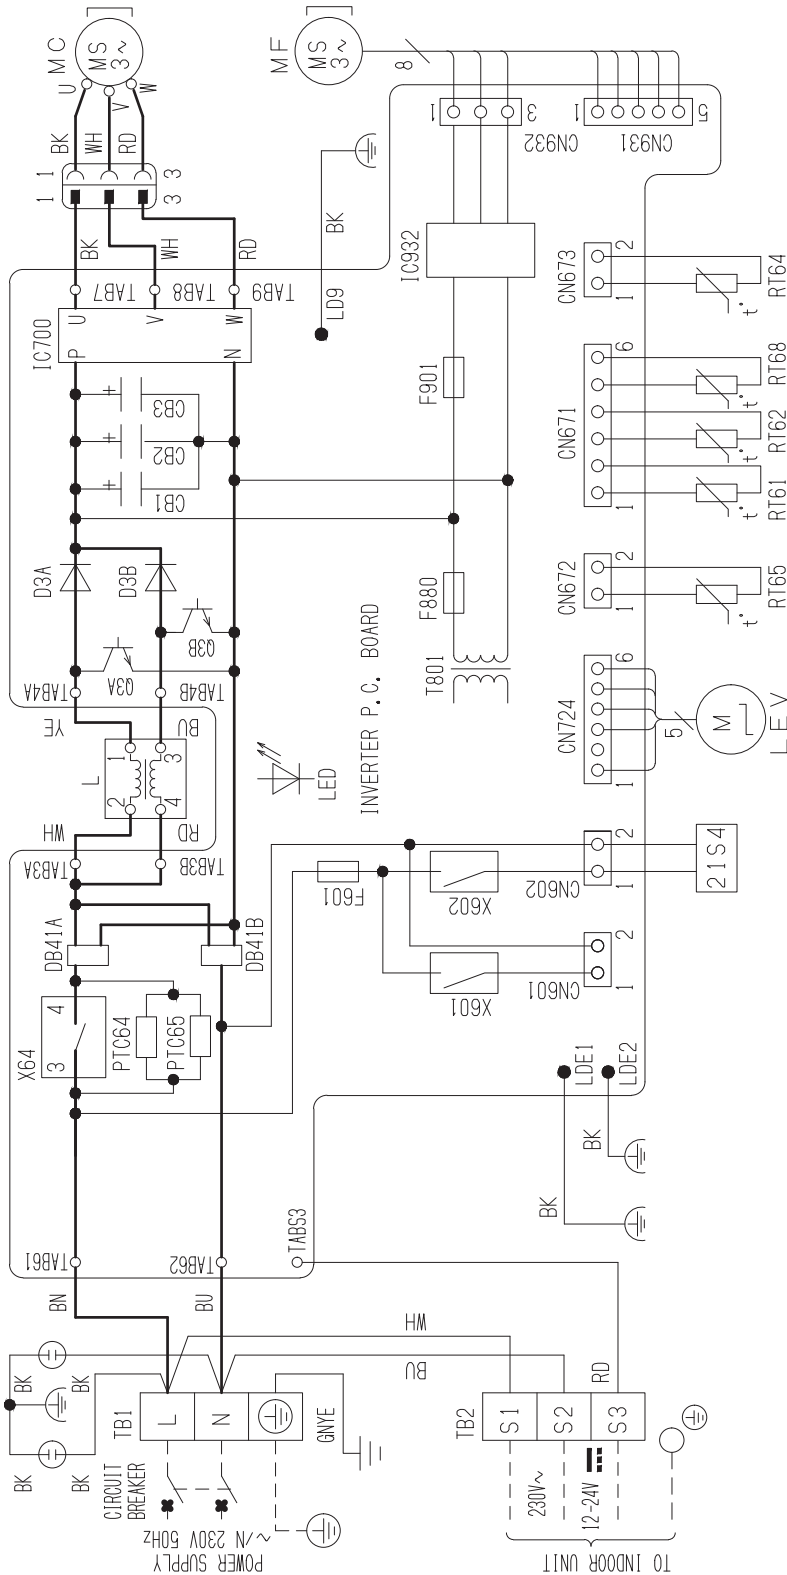 MC
MS
3~
U
V
W
BK
WH
RD
1 1
3 3
BK
WH
RD
MF
MS
3~
8
1
3
CN932
1
5
CN931
TAB7
TAB8
TAB9
IC700
P U
V
N W
BK
LD9
IC932
F901
CN673
1 2
RT64
t°
CB3
CB2
CB1
+
+
+
CN671
1 6
RT68
RT62
RT61
t°
t°
t°
D3A
D3B
Q3A
Q3B
F880
T801
CN672
1 2
RT65
t°
TAB4A
TAB4B
YE
BU
L
1
2
3
4
WH
RD
TAB3A
TAB3B
LED
INVERTER P.C. BOARD
CN724
1 6
5
M
LEV
DB41A
DB41B
F601
X602
CN602
1 2
21S4
X601
CN601
1 2
X64
3 4
PTC64
PTC65
LDE1
LDE2
BK
BK
TAB61
TAB62
TABS3
BN
BU
WH
BU
RD
BK
BK
BK
BK
TB1
L
N
GNYE
CIRCUIT
BREAKER
POWER SUPPLY
~/N 230V 50Hz
TB2
S1
S2
S3
230V~
12-24V
TO INDOOR UNIT